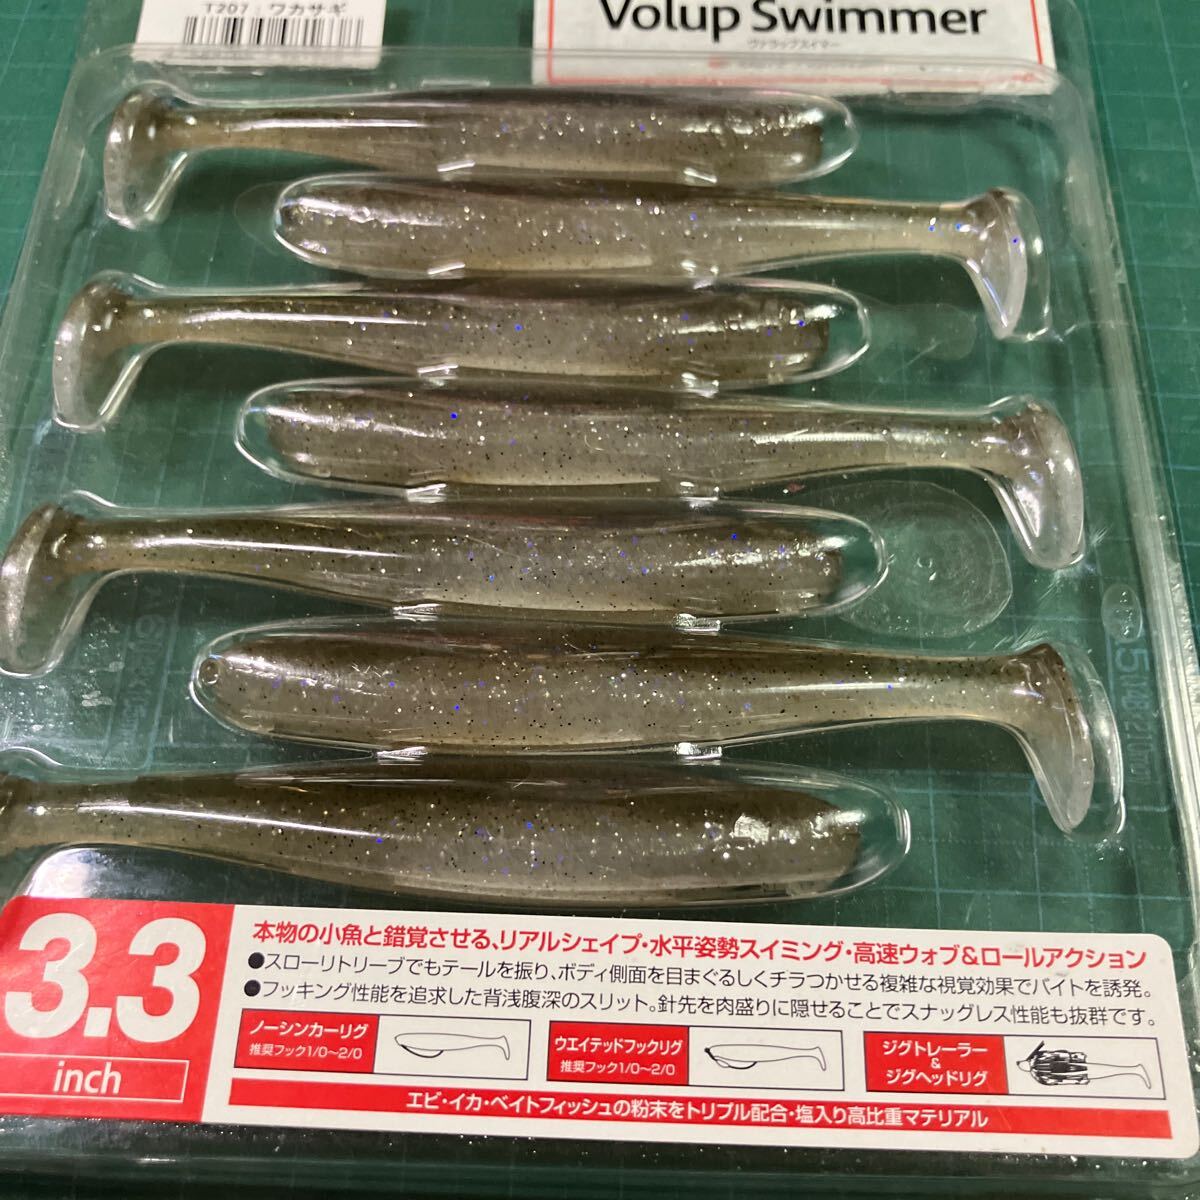 T207：ワカサギ
Volup Swimmer
ヴァラップスイマー
3.3
inch
本物の小魚と錯覚させる、リアルシェイプ・水平姿勢スイミング・高速ウォブ&ロールアクション
●スローリトリーブでもテールを振り、ボディ側面を目まぐるしくチラつかせる複雑な視覚効果でバイトを誘発。
●フッキング性能を追求した背浅腹深のスリット。針先を肉盛りに隠せることでスナッグレス性能も抜群です。
ノーシンカーリグ
推奨フック1/0〜2/0
ウエイテッドフックリグ
推奨フック1/0〜2/0
ジグトレーラー
&
ジグヘッドリグ
エビ・イカ・ベイトフィッシュの粉末をトリプル配合・塩入り高比重マテリアル